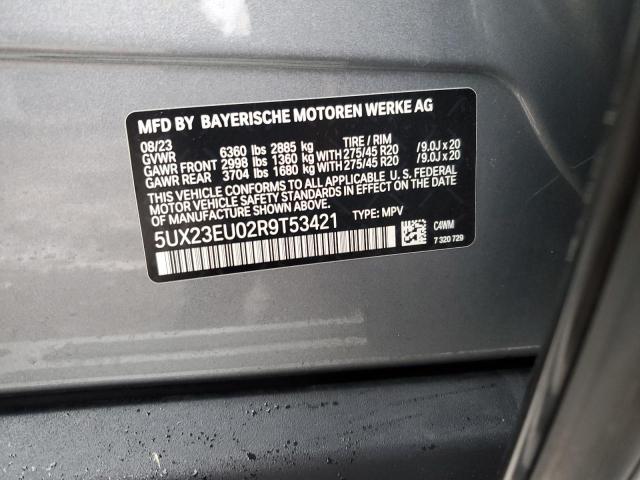 MFD BY BAYERISCHE MOTOREN WERKE AG
08/23
GVWR 6360 lbs 2885 kg TIRE / RIM
GAWR FRONT 2998 lbs 1360 kg WITH 275/45 R20 / 9.0J x 20
GAWR REAR 3704 lbs 1680 kg WITH 275/45 R20 / 9.0J x 20
THIS VEHICLE CONFORMS TO ALL APPLICABLE U.S. FEDERAL
MOTOR VEHICLE SAFETY STANDARDS IN EFFECT ON THE
DATE OF MANUFACTURE SHOWN ABOVE.
5UX23EU02R9T53421 TYPE: MPV
C4WM
7 320 729